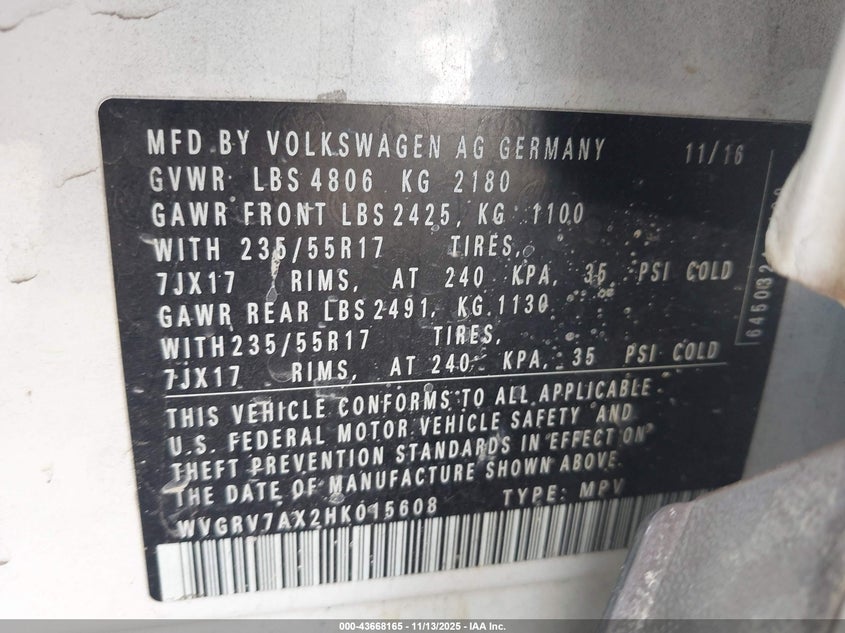 MFD BY VOLKSWAGEN AG GERMANY 11/16
GVWR LBS 4806 KG 2180
GAWR FRONT LBS 2425, KG 1100
WITH 235/55R17 TIRES,
7JX17 RIMS, AT 240 KPA, 35 PSI COLD
GAWR REAR LBS 2491, KG 1130
WITH 235/55R17 TIRES,
7JX17 RIMS, AT 240 KPA, 35 PSI COLD
THIS VEHICLE CONFORMS TO ALL APPLICABLE
U.S. FEDERAL MOTOR VEHICLE SAFETY AND
THEFT PREVENTION STANDARDS IN EFFECT ON
THE DATE OF MANUFACTURE SHOWN ABOVE.
WVGRV7AX2HK015608 TYPE: MPV
000-43668165 - 11/13/2025 - IAA Inc.